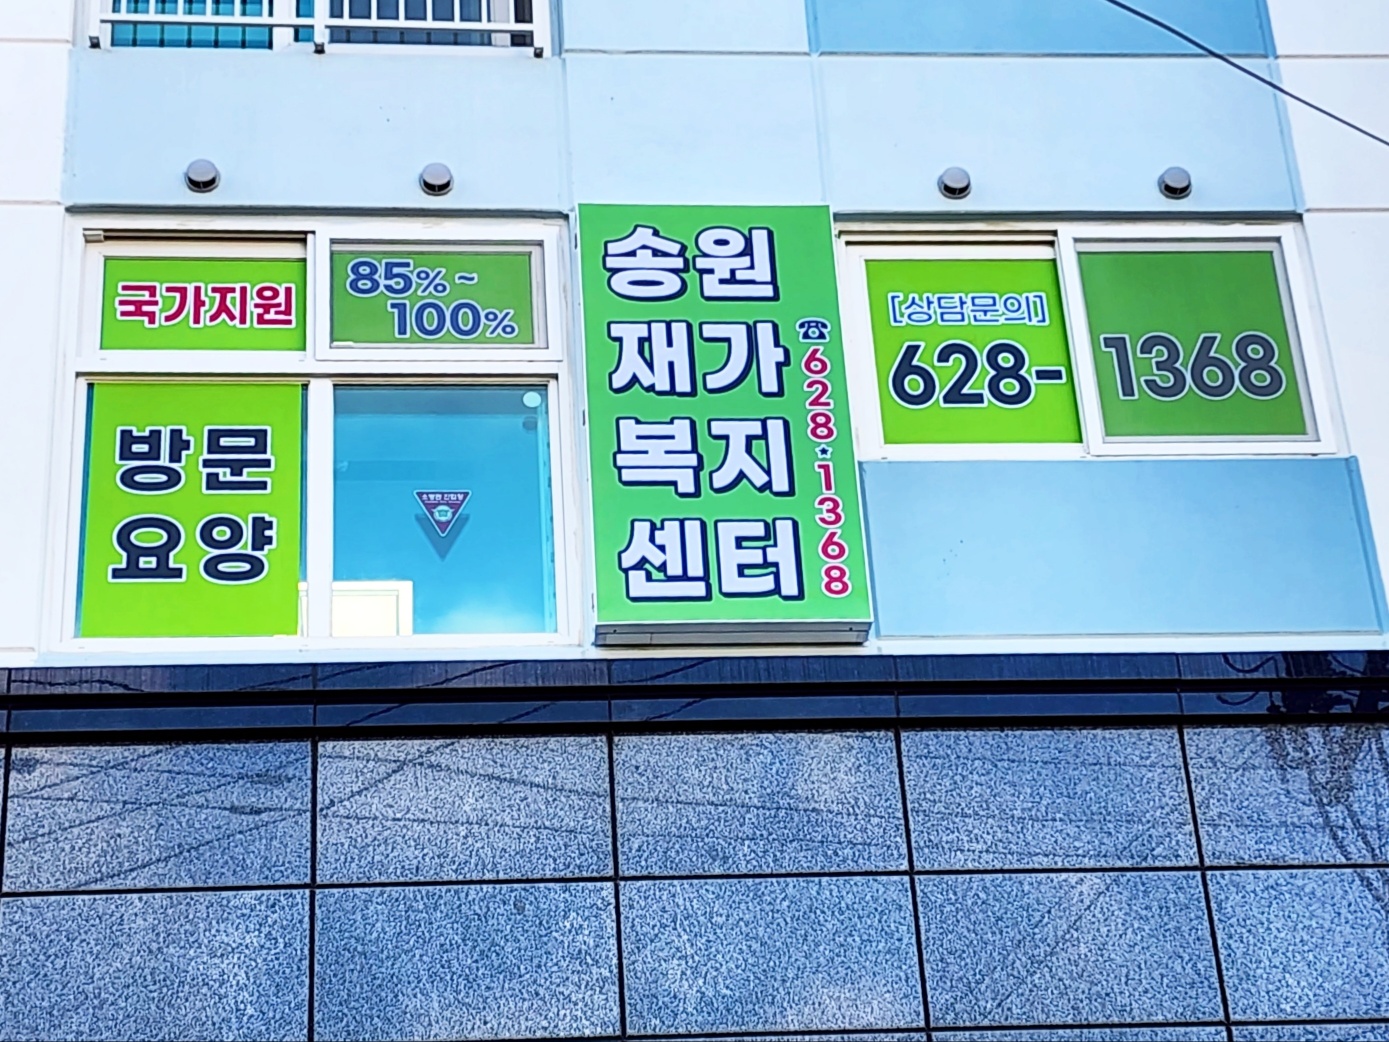 국가지원
85%~
100%
방문
요양
송원
재가
복지
센터
☎628★1368
[상담문의]
628-1368